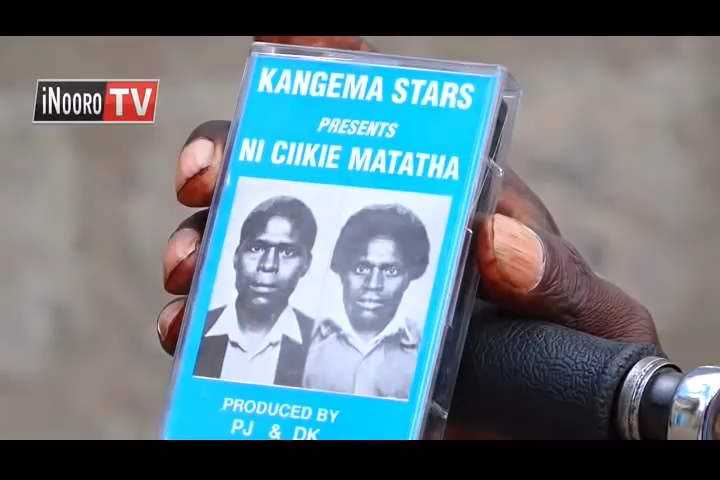 iNOORO TV
KANGEMA STARS
PRESENTS
NI CIIKIE MATATHA
PRODUCED BY
PJ & DK